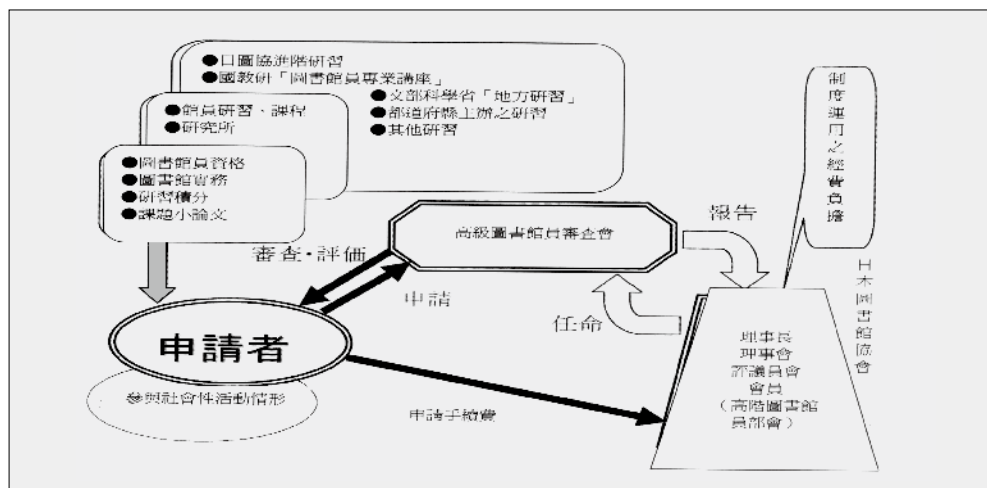 ●日圖協進階研習
●國教研「圖書館員專業講座」
●文部科學省「地方研習」
●都道府縣主辦之研習
●其他研習
●館員研習、課程
●研究所
●圖書館員資格
●圖書館實務
●研習積分
●課題小論文
制度運用之經費負擔
高級圖書館員審查會
報告
審查·評価
申請
任命
日本圖書館協會
申請者
參與社會性活動情形
申請手續費
理事長
理事會
評議員會
會員
（高階圖書館
員部會）